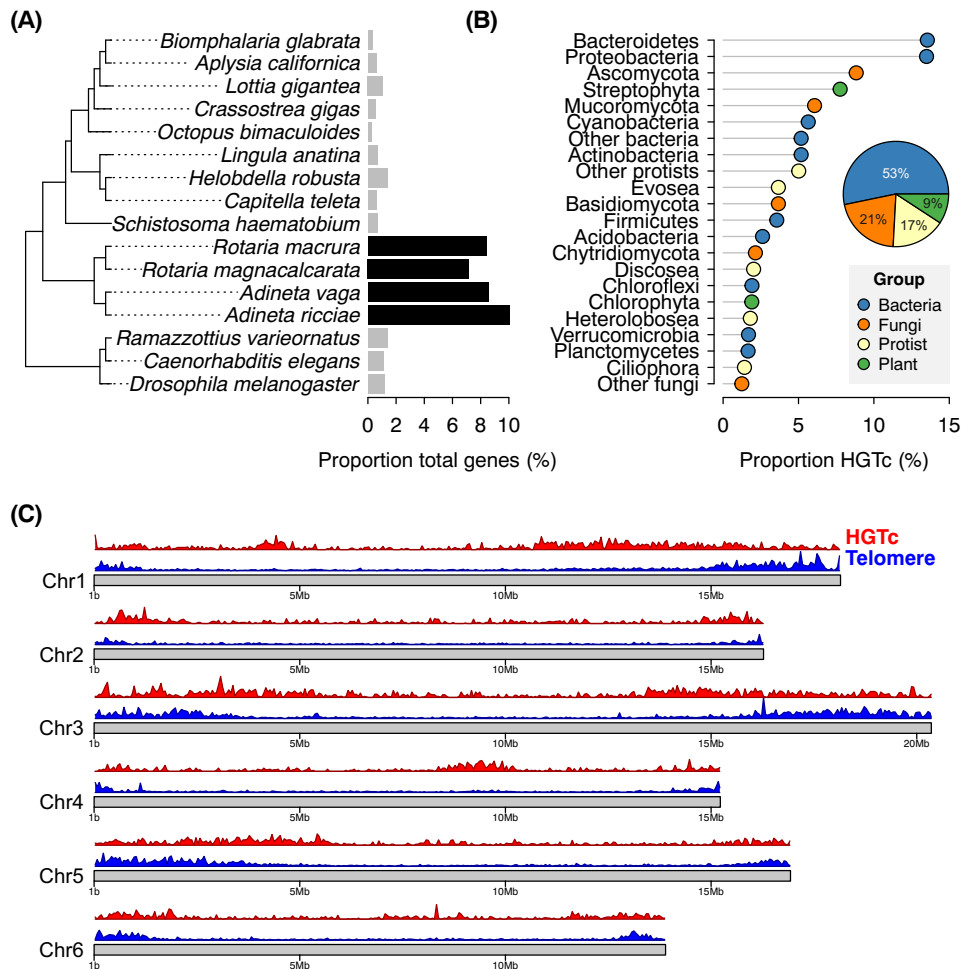 (A)
Biomphalaria glabrata
Aplysia californica
Lottia gigantea
Crassostrea gigas
Octopus bimaculoides
Lingula anatina
Helobdella robusta
Capitella teleta
Schistosoma haematobium
Rotaria macrura
Rotaria magnacalcarata
Adineta vaga
Adineta ricciae
Ramazzottius varieornatus
Caenorhabditis elegans
Drosophila melanogaster
0 2 4 6 8 10
Proportion total genes (%)
(B)
Bacteroidetes
Proteobacteria
Ascomycota
Streptophyta
Mucoromycota
Cyanobacteria
Other bacteria
Actinobacteria
Other protists
Evosea
Basidiomycota
Firmicutes
Acidobacteria
Chytridiomycota
Discosea
Chloroflexi
Chlorophyta
Heterolobosea
Verrucomicrobia
Planctomycetes
Ciliophora
Other fungi
53%
9%
21%
17%
Group
Bacteria
Fungi
Protist
Plant
0 5 10 15
Proportion HGTc (%)
(C)
HGTc
Telomere
Chr1
1b 5Mb 10Mb 15Mb
Chr2
1b 5Mb 10Mb 15Mb
Chr3
1b 5Mb 10Mb 15Mb 20Mb
Chr4
1b 5Mb 10Mb 15Mb
Chr5
1b 5Mb 10Mb 15Mb
Chr6
1b 5Mb 10Mb